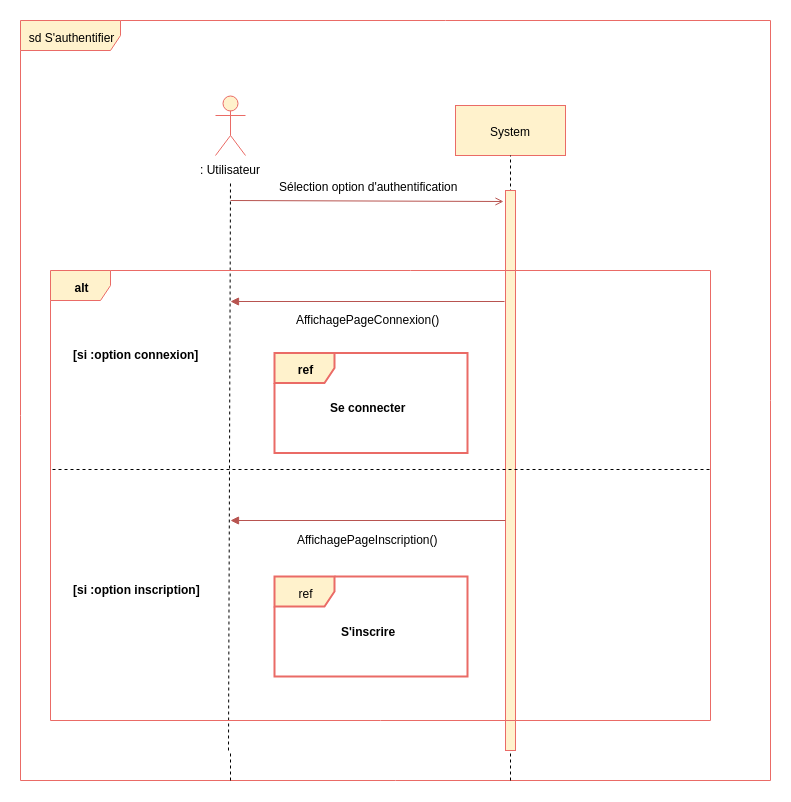 sd S'authentifier
System
: Utilisateur
Sélection option d'authentification
alt
AffichagePageConnexion()
[si :option connexion]
ref
Se connecter
AffichagePageInscription()
[si :option inscription]
ref
S'inscrire